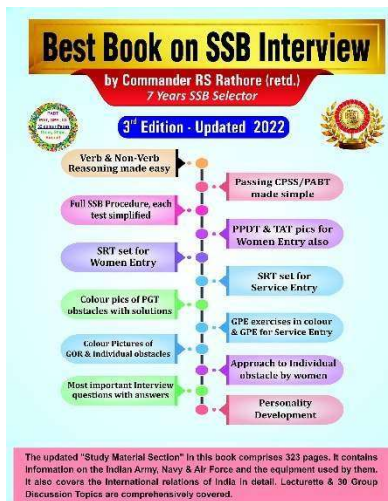 Best Book on SSB Interview
by Commander RS Rathore (retd.)
7 Years SSB Selector
3rd Edition - Updated 2022
Verb & Non-Verb
Reasoning made easy
Passing CPSS/PABT
made simple
Full SSB Procedure, each
test simplified
PPDT & TAT pics for
Women Entry also
SRT set for
Women Entry
SRT set for
Service Entry
Colour pics of PGT
obstacles with solutions
GPE exercises in colour
& GPE for Service Entry
Colour Pictures of
GOR & Individual obstacles
Approach to Individual
obstacle by women
Most important Interview
questions with answers
Personality
Development
The updated "Study Material Section" in this book comprises 323 pages. It contains
Information on the Indian Army, Navy & Air Force and the equipment used by them.
It also covers the International relations of India in detail. Lecturette & 30 Group
Discussion Topics are comprehensively covered.